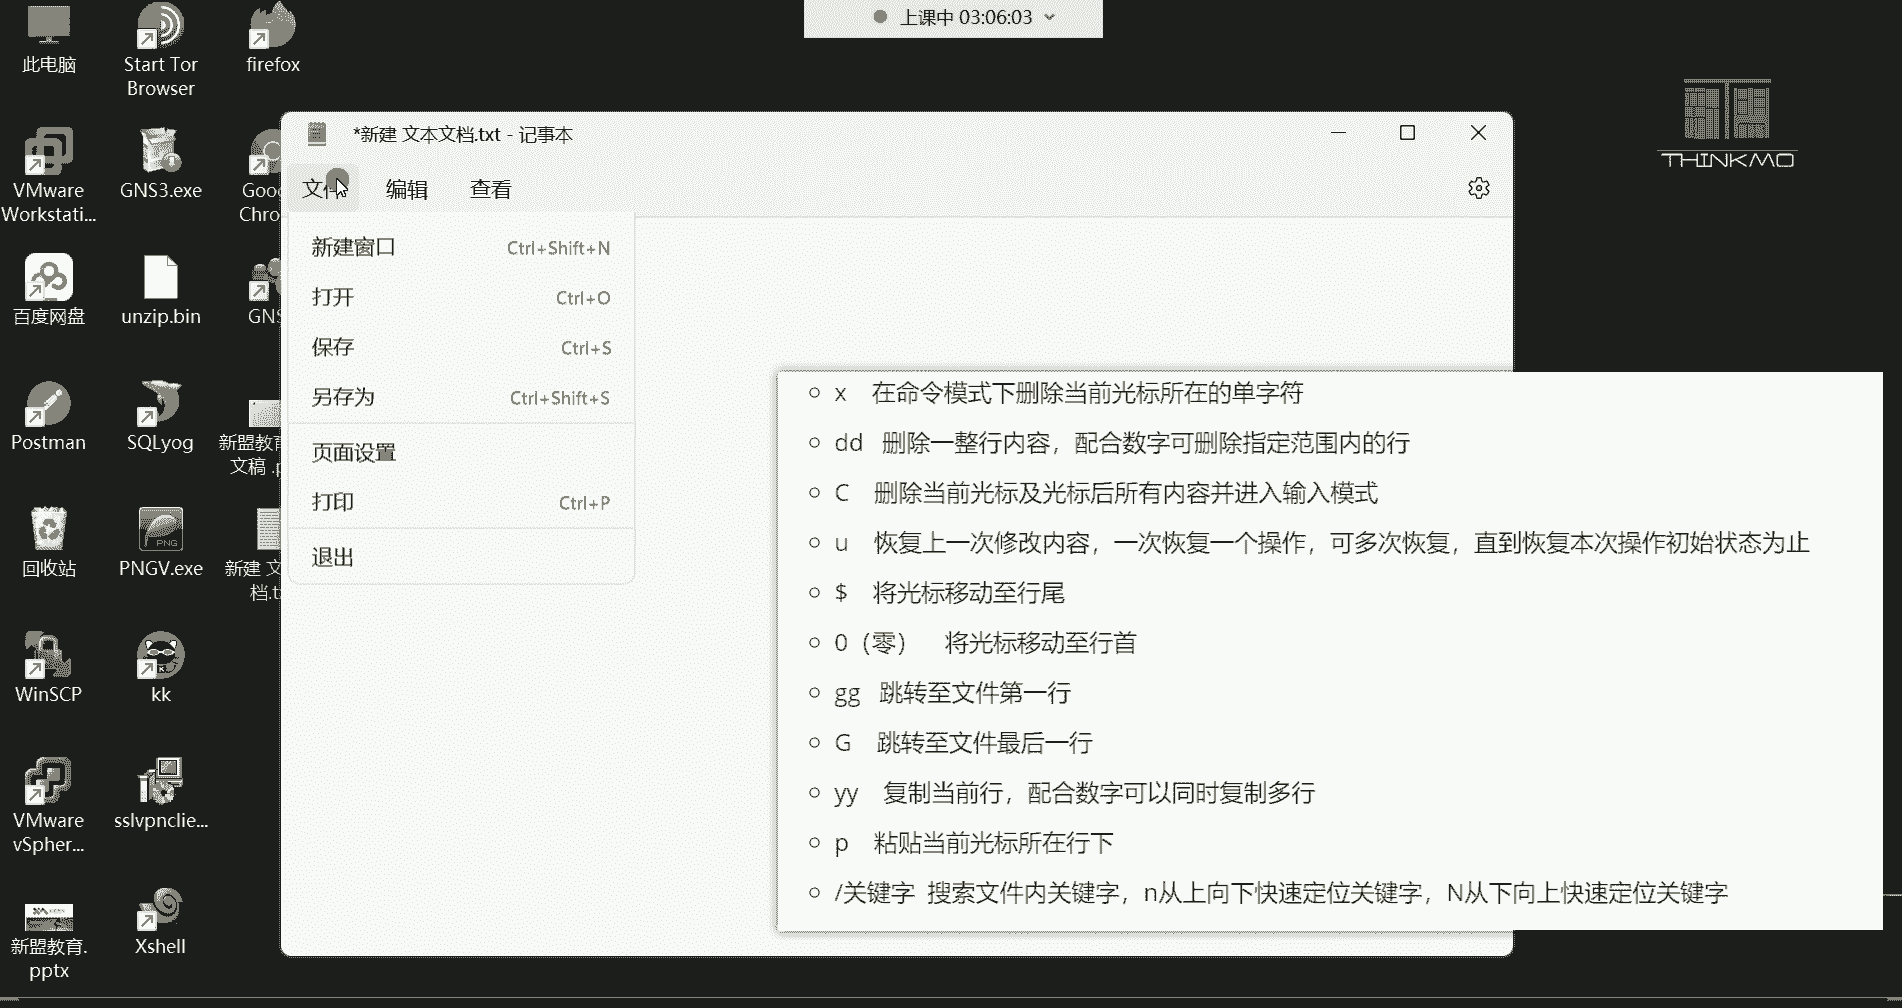 上课中 03:06:03
此电脑
Start Tor
Browser
firefox
THINKMO
*新建 文本文档.txt - 记事本
VMware
Workstati...
GNS3.exe
Goo
Chro
文件
编辑
查看
新建窗口 Ctrl+Shift+N
打开 Ctrl+O
保存 Ctrl+S
另存为 Ctrl+Shift+S
页面设置
打印 Ctrl+P
退出
百度网盘
unzip.bin
GNS
Postman
SQLyog
新盟教育
文稿 .p
回收站
PNGV.exe
PNG
新建 文
档.t
WinSCP
kk
VMware
vSpher...
sslvpnclie...
新盟教育.
pptx
Xshell
x 在命令模式下删除当前光标所在的单字符
dd 删除一整行内容，配合数字可删除指定范围内的行
C 删除当前光标及光标后所有内容并进入输入模式
u 恢复上一次修改内容，一次恢复一个操作，可多次恢复，直到恢复本次操作初始状态为止
$ 将光标移动至行尾
0（零） 将光标移动至行首
gg 跳转至文件第一行
G 跳转至文件最后一行
yy 复制当前行，配合数字可以同时复制多行
p 粘贴当前光标所在行下
/关键字 搜索文件内关键字，n从上向下快速定位关键字，N从下向上快速定位关键字